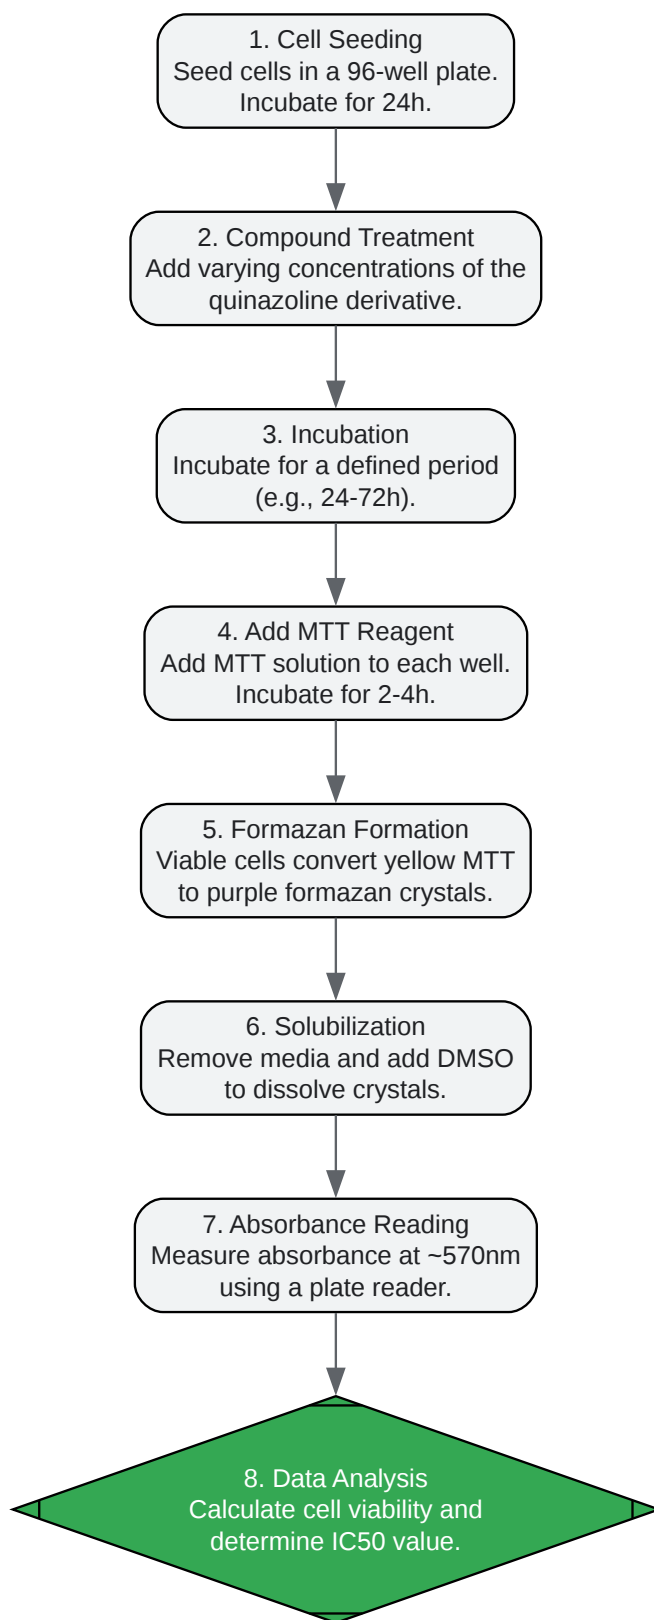 1. Cell Seeding
Seed cells in a 96-well plate.
Incubate for 24h.
2. Compound Treatment
Add varying concentrations of the
quinazoline derivative.
3. Incubation
Incubate for a defined period
(e.g., 24-72h).
4. Add MTT Reagent
Add MTT solution to each well.
Incubate for 2-4h.
5. Formazan Formation
Viable cells convert yellow MTT
to purple formazan crystals.
6. Solubilization
Remove media and add DMSO
to dissolve crystals.
7. Absorbance Reading
Measure absorbance at ~570nm
using a plate reader.
8. Data Analysis
Calculate cell viability and
determine IC50 value.